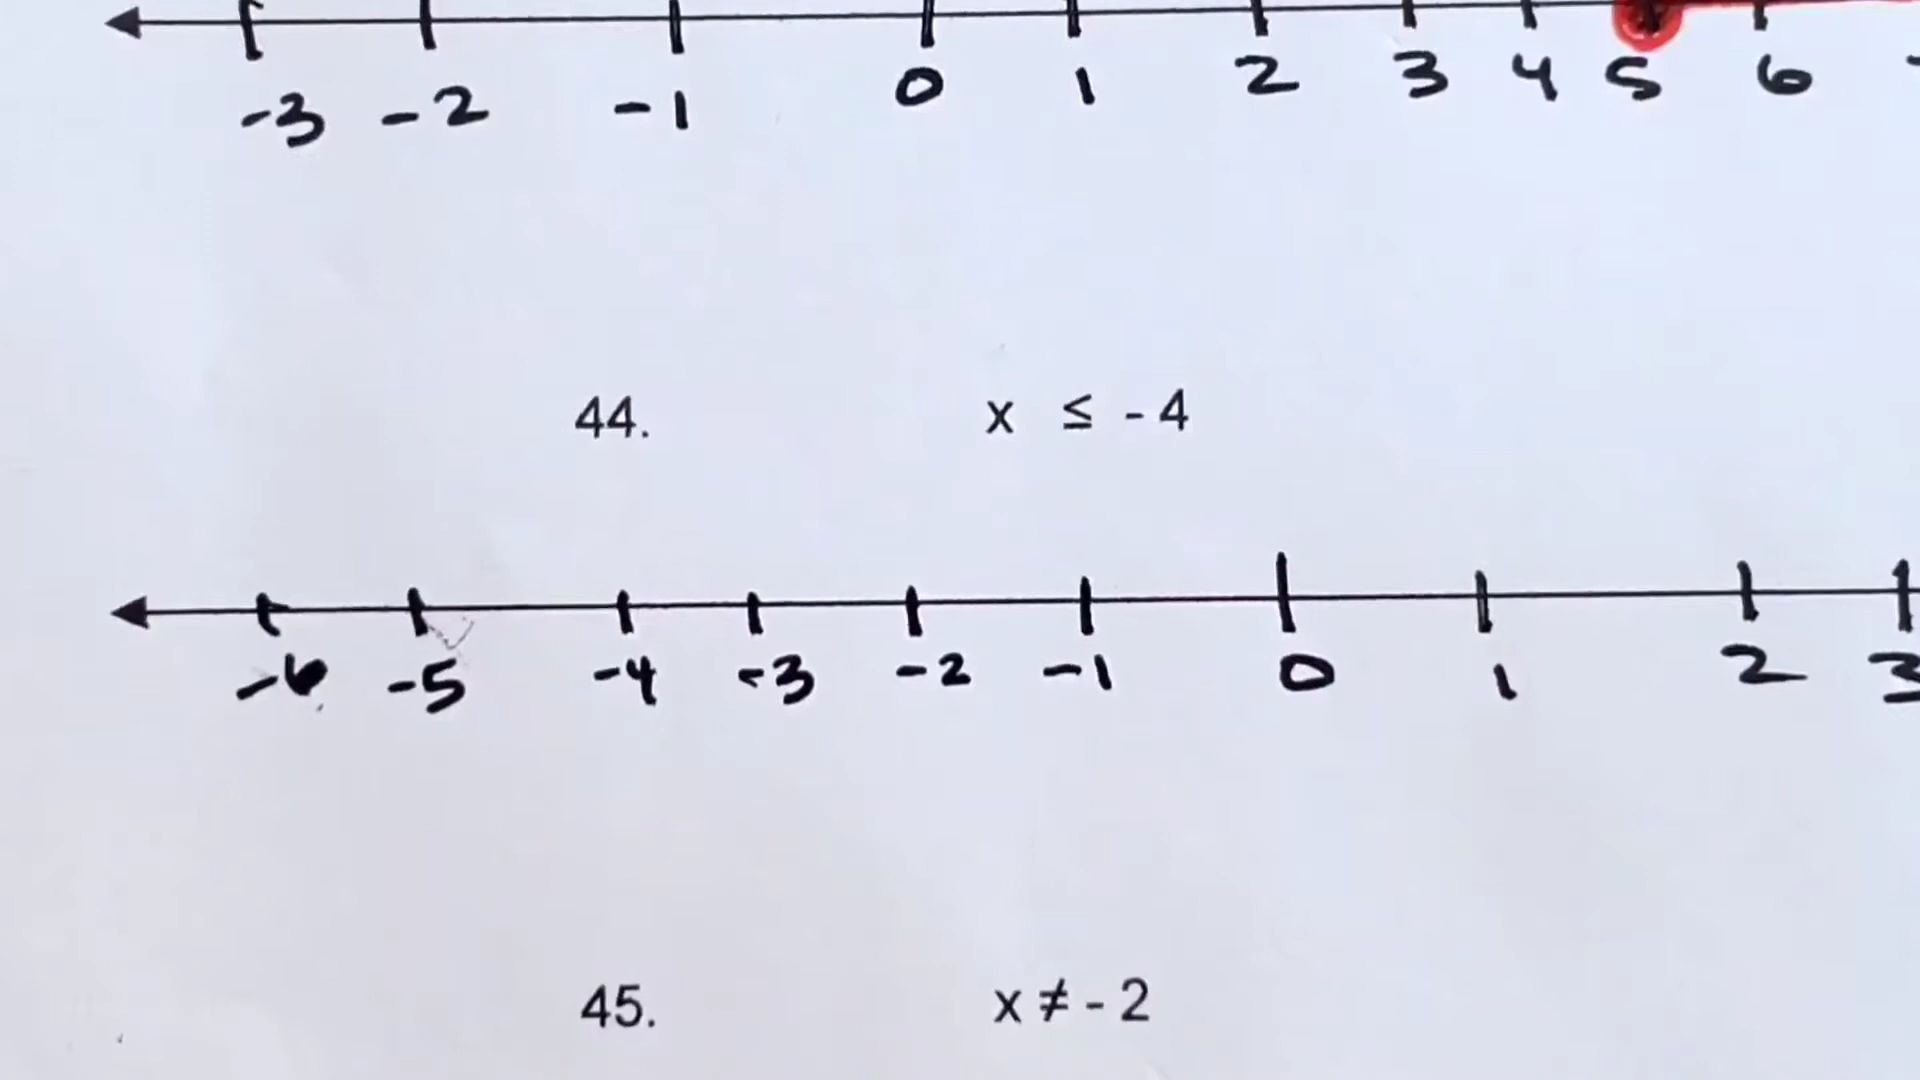 -3 -2 -1 0 1 2 3 4 5 6
44. x ≤ - 4
-6 -5 -4 -3 -2 -1 0 1 2 3
45. x ≠ - 2